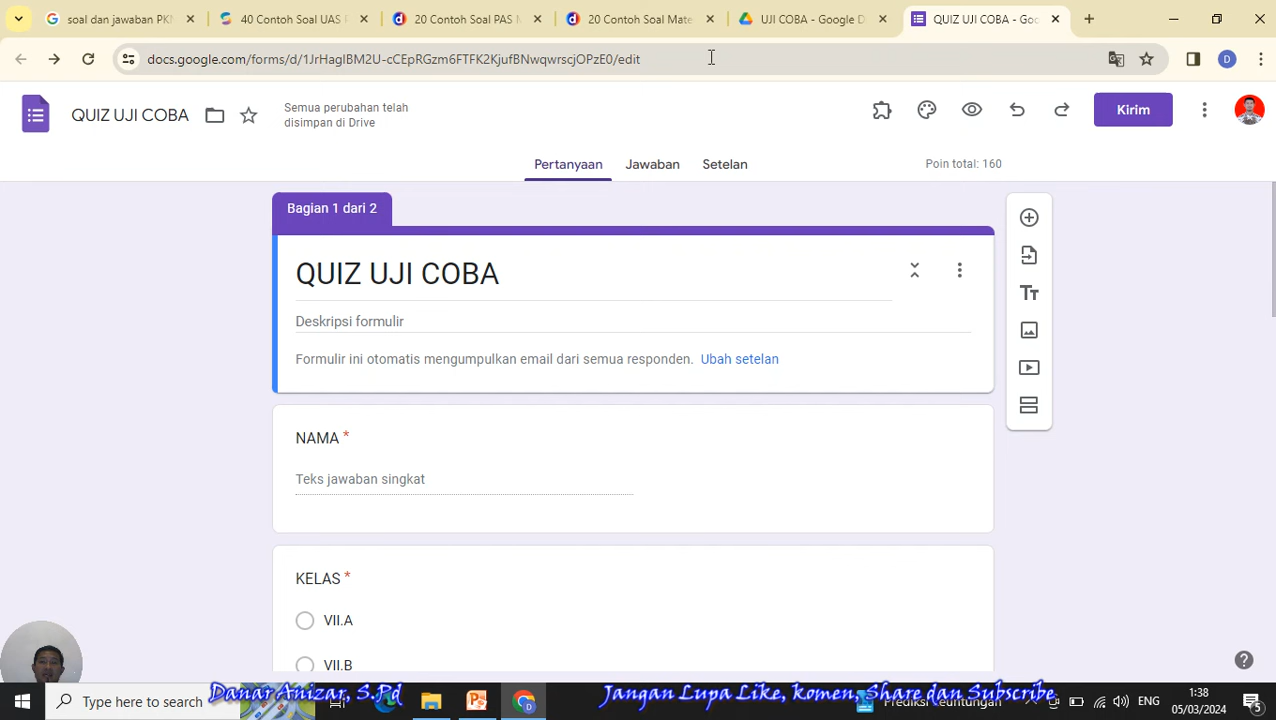 soal dan jawaban PKN
40 Contoh Soal UAS P
20 Contoh Soal PAS M
20 Contoh Soal Mate
UJI COBA - Google D
QUIZ UJI COBA - Goo
docs.google.com/forms/d/1JrHagIBM2U-cCEpRGzm6FTFK2KjufBNwqwrscjOPzE0/edit
D
QUIZ UJI COBA
Semua perubahan telah
disimpan di Drive
Kirim
Pertanyaan
Jawaban
Setelan
Poin total: 160
Bagian 1 dari 2
QUIZ UJI COBA
Deskripsi formulir
Formulir ini otomatis mengumpulkan email dari semua responden. Ubah setelan
NAMA *
Teks jawaban singkat
KELAS *
VII.A
VII.B
Type here to search
Danar Anizar, S.Pd
Jangan Lupa Like, komen, Share dan Subscribe
Prediksi keuntungan
ENG
1:38
05/03/2024
5